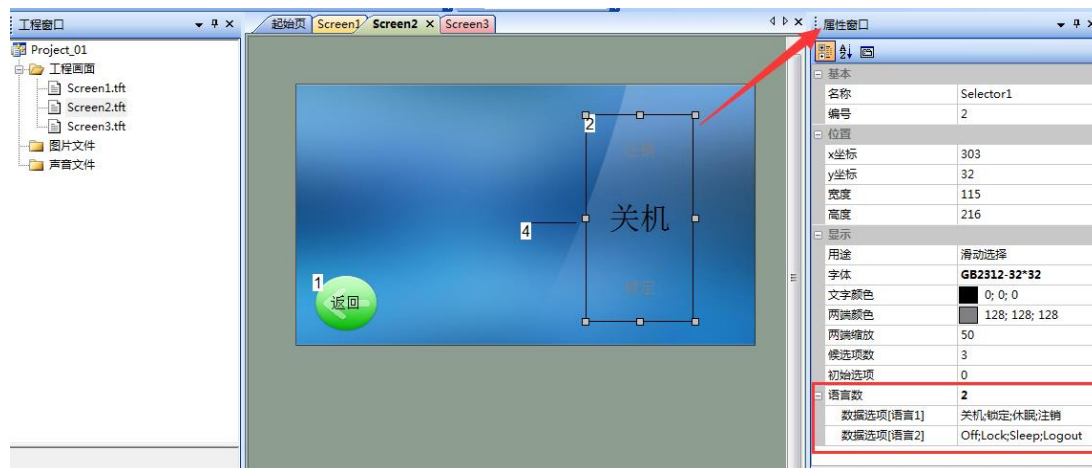 工程窗口
Project_01
工程画面
Screen1.tft
Screen2.tft
Screen3.tft
图片文件
声音文件
起始页 Screen1 Screen2 Screen3
2
注销
关机
4
锁定
1
返回
属性窗口
基本
名称 Selector1
编号 2
位置
x坐标 303
y坐标 32
宽度 115
高度 216
显示
用途 滑动选择
字体 GB2312-32*32
文字颜色 0; 0; 0
两端颜色 128; 128; 128
两端缩放 50
候选项数 3
初始选项 0
语言数 2
数据选项[语言1] 关机;锁定;休眠;注销
数据选项[语言2] Off;Lock;Sleep;Logout